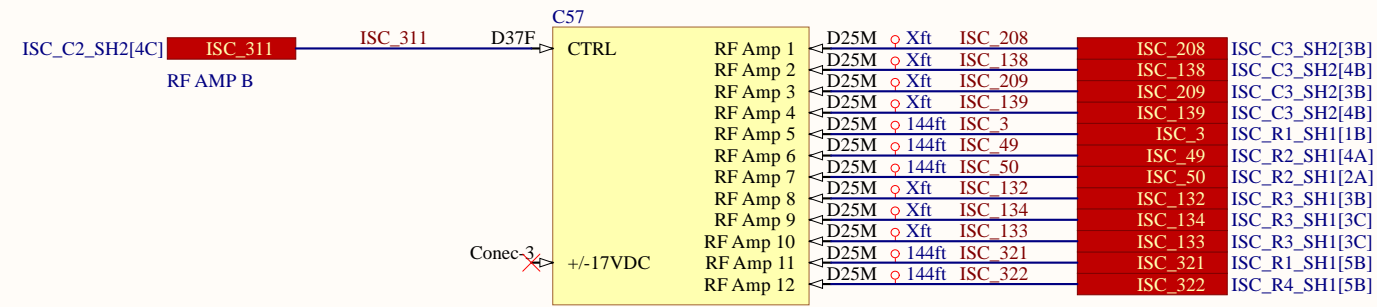 C57
ISC_C2_SH2[4C] ISC_311 ISC_311 D37F CTRL
RF AMP B
RF Amp 1 D25M Xft ISC_208 ISC_208 ISC_C3_SH2[3B]
RF Amp 2 D25M Xft ISC_138 ISC_138 ISC_C3_SH2[4B]
RF Amp 3 D25M Xft ISC_209 ISC_209 ISC_C3_SH2[3B]
RF Amp 4 D25M Xft ISC_139 ISC_139 ISC_C3_SH2[4B]
RF Amp 5 D25M 144ft ISC_3 ISC_3 ISC_R1_SH1[1B]
RF Amp 6 D25M 144ft ISC_49 ISC_49 ISC_R2_SH1[4A]
RF Amp 7 D25M 144ft ISC_50 ISC_50 ISC_R2_SH1[2A]
RF Amp 8 D25M Xft ISC_132 ISC_132 ISC_R3_SH1[3B]
RF Amp 9 D25M Xft ISC_134 ISC_134 ISC_R3_SH1[3C]
RF Amp 10 D25M Xft ISC_133 ISC_133 ISC_R3_SH1[3C]
Conec-3 +/-17VDC RF Amp 11 D25M 144ft ISC_321 ISC_321 ISC_R1_SH1[5B]
RF Amp 12 D25M 144ft ISC_322 ISC_322 ISC_R4_SH1[5B]